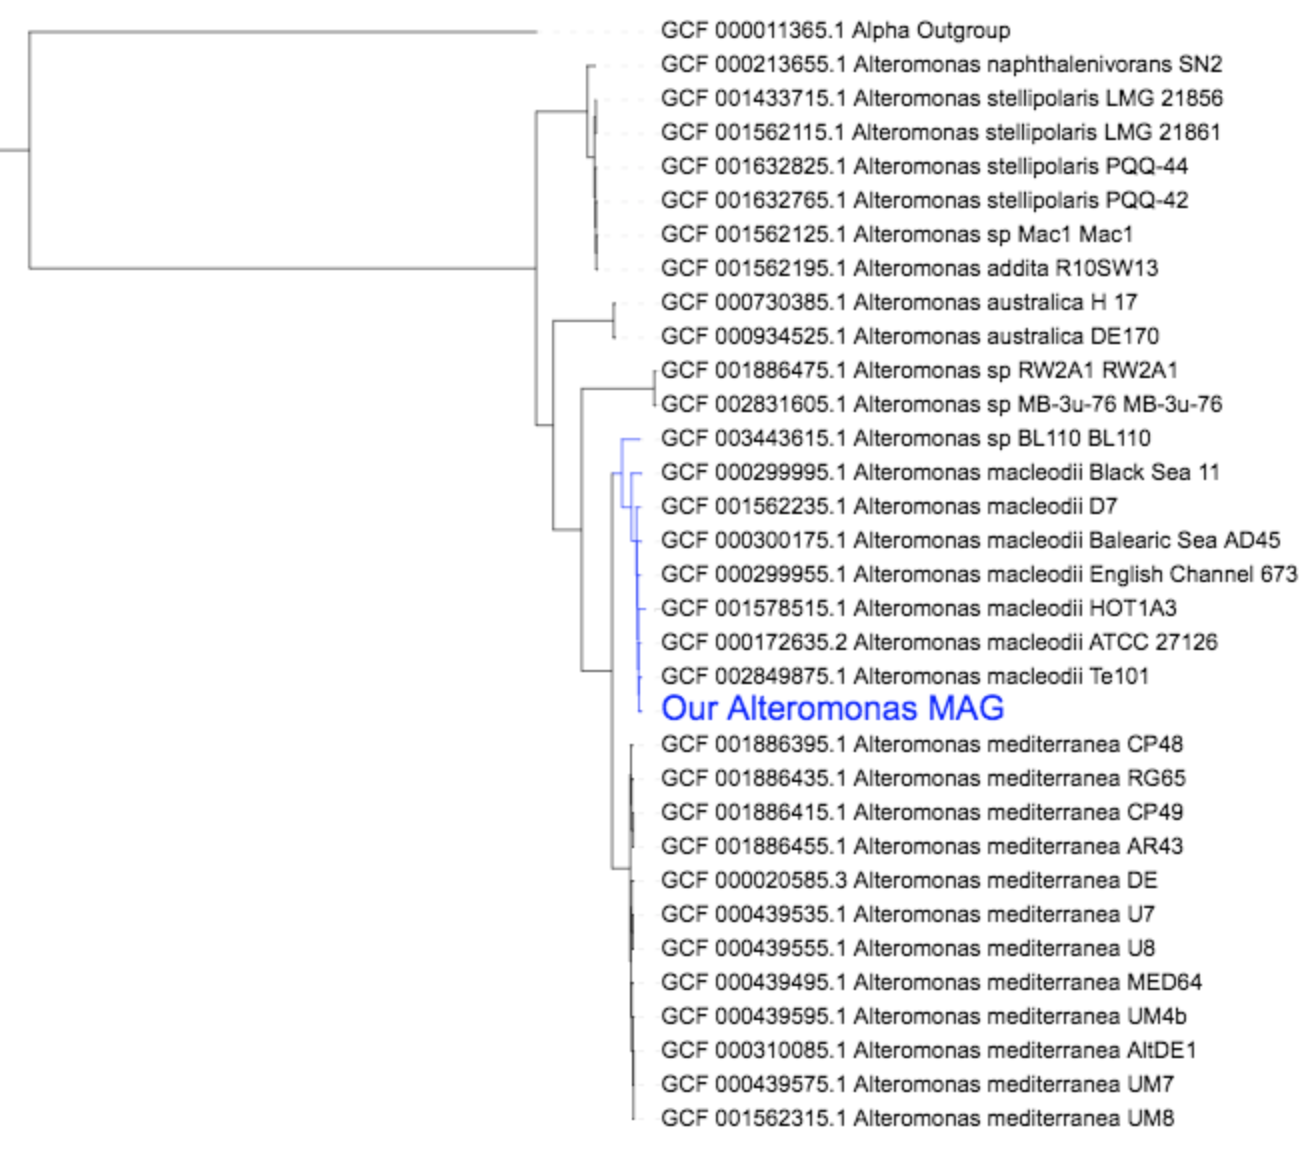 GCF 000011365.1 Alpha Outgroup
GCF 000213655.1 Alteromonas naphthalenivorans SN2
GCF 001433715.1 Alteromonas stellipolaris LMG 21856
GCF 001562115.1 Alteromonas stellipolaris LMG 21861
GCF 001632825.1 Alteromonas stellipolaris PQQ-44
GCF 001632765.1 Alteromonas stellipolaris PQQ-42
GCF 001562125.1 Alteromonas sp Mac1 Mac1
GCF 001562195.1 Alteromonas addita R10SW13
GCF 000730385.1 Alteromonas australica H 17
GCF 000934525.1 Alteromonas australica DE170
GCF 001886475.1 Alteromonas sp RW2A1 RW2A1
GCF 002831605.1 Alteromonas sp MB-3u-76 MB-3u-76
GCF 003443615.1 Alteromonas sp BL110 BL110
GCF 000299995.1 Alteromonas macleodii Black Sea 11
GCF 001562235.1 Alteromonas macleodii D7
GCF 000300175.1 Alteromonas macleodii Balearic Sea AD45
GCF 000299955.1 Alteromonas macleodii English Channel 673
GCF 001578515.1 Alteromonas macleodii HOT1A3
GCF 000172635.2 Alteromonas macleodii ATCC 27126
GCF 002849875.1 Alteromonas macleodii Te101
Our Alteromonas MAG
GCF 001886395.1 Alteromonas mediterranea CP48
GCF 001886435.1 Alteromonas mediterranea RG65
GCF 001886415.1 Alteromonas mediterranea CP49
GCF 001886455.1 Alteromonas mediterranea AR43
GCF 000020585.3 Alteromonas mediterranea DE
GCF 000439535.1 Alteromonas mediterranea U7
GCF 000439555.1 Alteromonas mediterranea U8
GCF 000439495.1 Alteromonas mediterranea MED64
GCF 000439595.1 Alteromonas mediterranea UM4b
GCF 000310085.1 Alteromonas mediterranea AltDE1
GCF 000439575.1 Alteromonas mediterranea UM7
GCF 001562315.1 Alteromonas mediterranea UM8